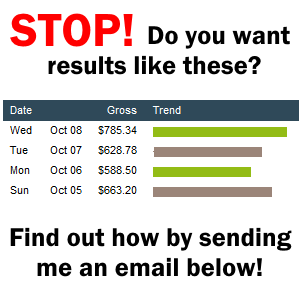 STOP! Do you want
results like these?
Date Gross Trend
Wed Oct 08 $785.34
Tue Oct 07 $628.78
Mon Oct 06 $588.50
Sun Oct 05 $663.20
Find out how by sending
me an email below!